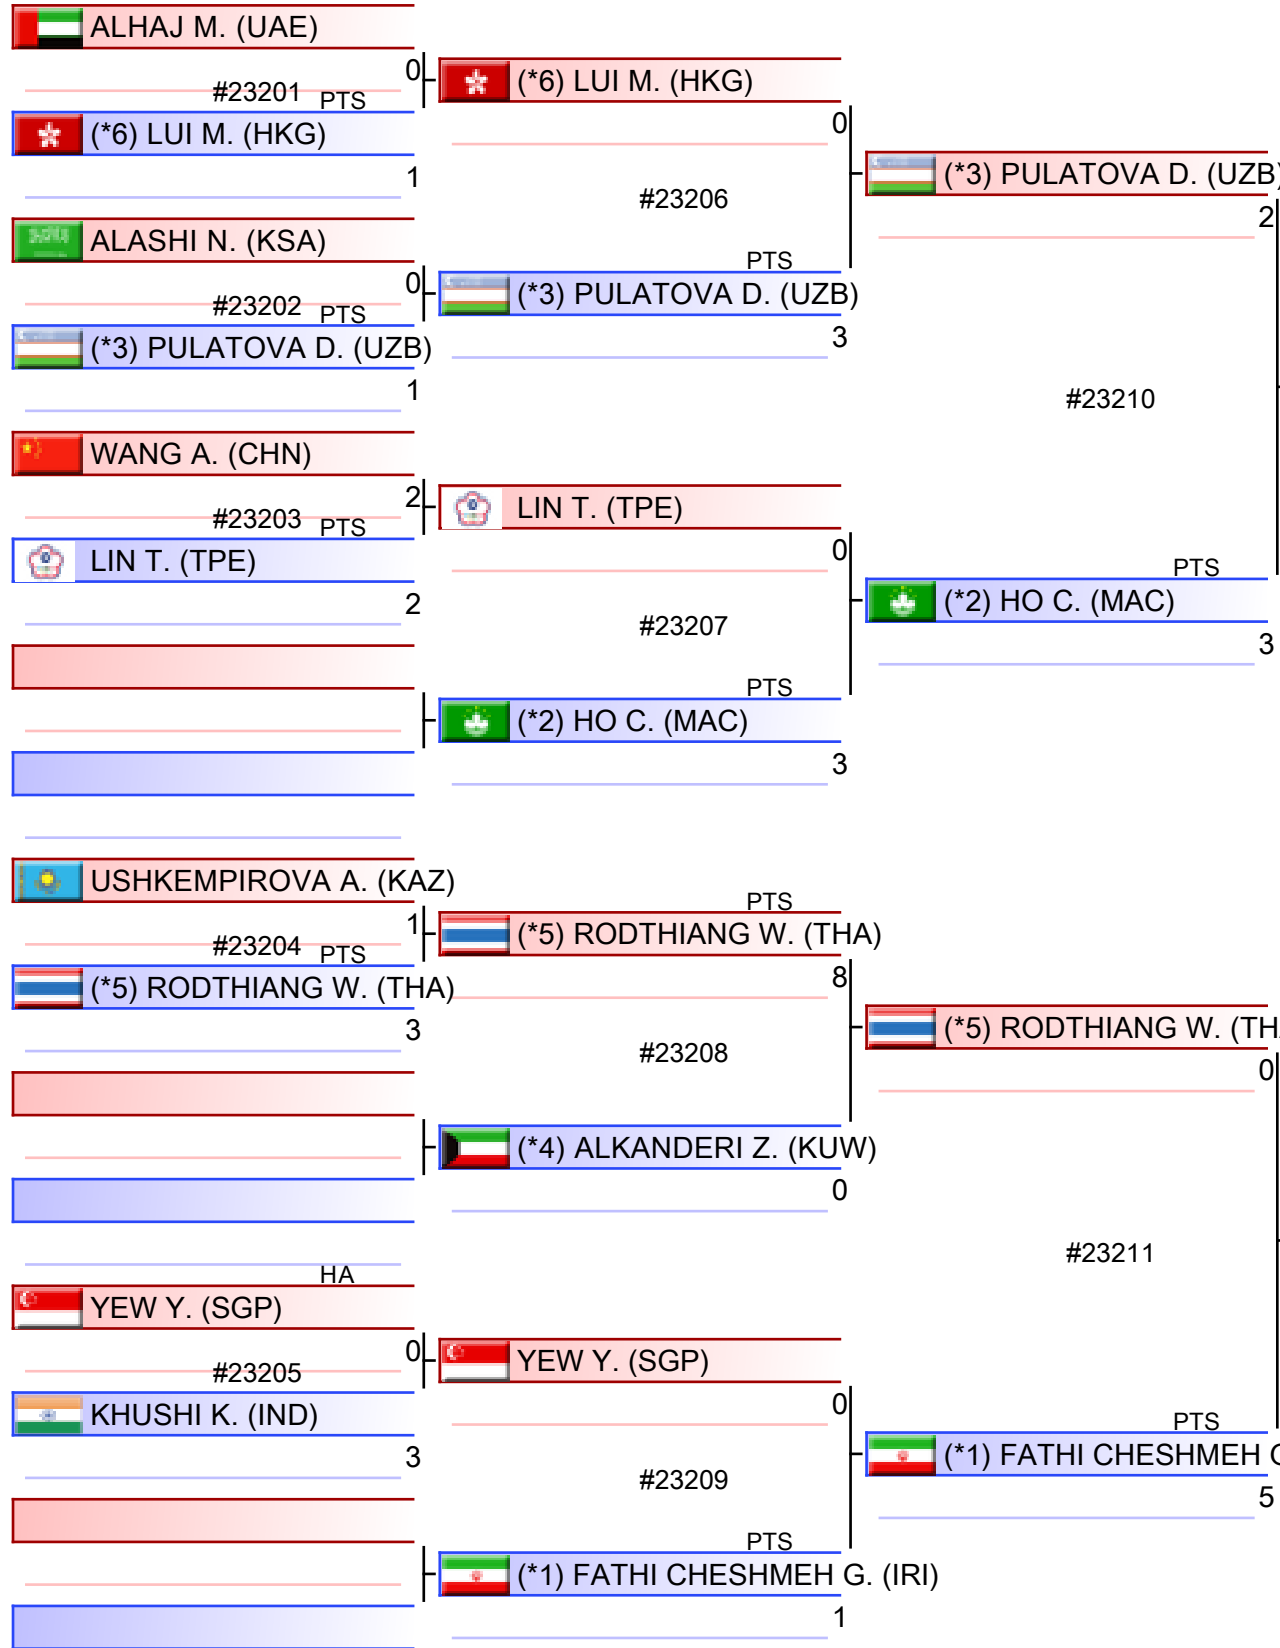 ALHAJ M. (UAE)
0
#23201 PTS
(*6) LUI M. (HKG)
1
ALASHI N. (KSA)
0
#23202 PTS
(*3) PULATOVA D. (UZB)
1
WANG A. (CHN)
2
#23203 PTS
LIN T. (TPE)
2
USHKEMPIROVA A. (KAZ)
1
#23204 PTS
(*5) RODTHIANG W. (THA)
3
HA
YEW Y. (SGP)
0
#23205
KHUSHI K. (IND)
3
(*6) LUI M. (HKG)
0
#23206
PTS
(*3) PULATOVA D. (UZB)
3
LIN T. (TPE)
0
#23207
PTS
(*2) HO C. (MAC)
3
PTS
(*5) RODTHIANG W. (THA)
8
#23208
(*4) ALKANDERI Z. (KUW)
0
YEW Y. (SGP)
0
#23209
PTS
(*1) FATHI CHESHMEH G. (IRI)
1
(*3) PULATOVA D. (UZB)
2
#23210
PTS
(*2) HO C. (MAC)
3
(*5) RODTHIANG W. (TH
0
#23211
PTS
(*1) FATHI CHESHMEH
5